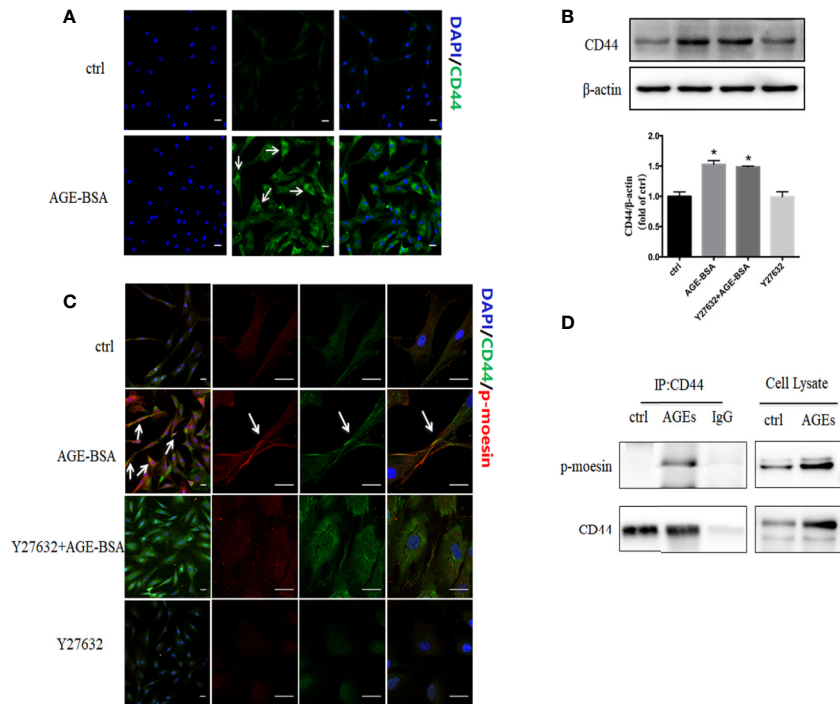 A
ctrl
AGE-BSA
DAPI/CD44
B
CD44
β-actin
CD44/β-actin
(fold of ctrl)
2.0
1.5
1.0
0.5
0.0
*
*
ctrl
AGE-BSA
Y27632+AGE-BSA
Y27632
C
ctrl
AGE-BSA
Y27632+AGE-BSA
Y27632
DAPI/CD44/p-moesin
D
IP:CD44
Cell Lysate
ctrl AGEs IgG
ctrl AGEs
p-moesin
CD44